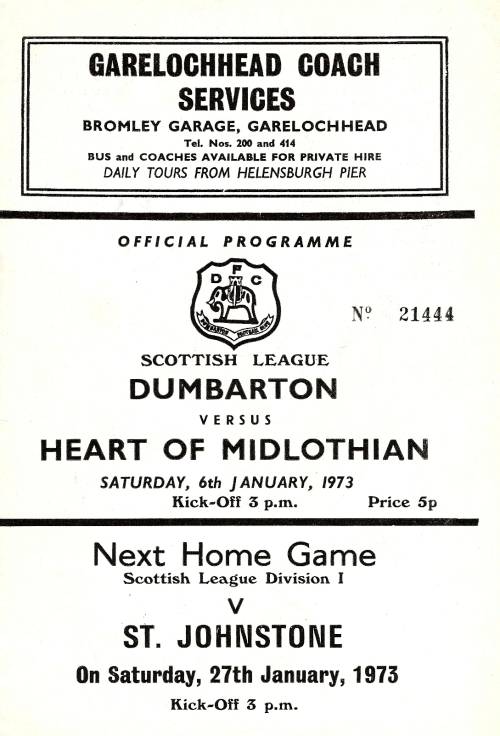 GARELOCHHEAD COACH
SERVICES
BROMLEY GARAGE, GARELOCHHEAD
Tel. Nos. 200 and 414
BUS and COACHES AVAILABLE FOR PRIVATE HIRE
DAILY TOURS FROM HELENSBURGH PIER
OFFICIAL PROGRAMME
D F C
DUMBARTON FOOTBALL CLUB
Nº 21444
SCOTTISH LEAGUE
DUMBARTON
VERSUS
HEART OF MIDLOTHIAN
SATURDAY, 6th JANUARY, 1973
Kick-Off 3 p.m. Price 5p
Next Home Game
Scottish League Division I
V
ST. JOHNSTONE
On Saturday, 27th January, 1973
Kick-Off 3 p.m.